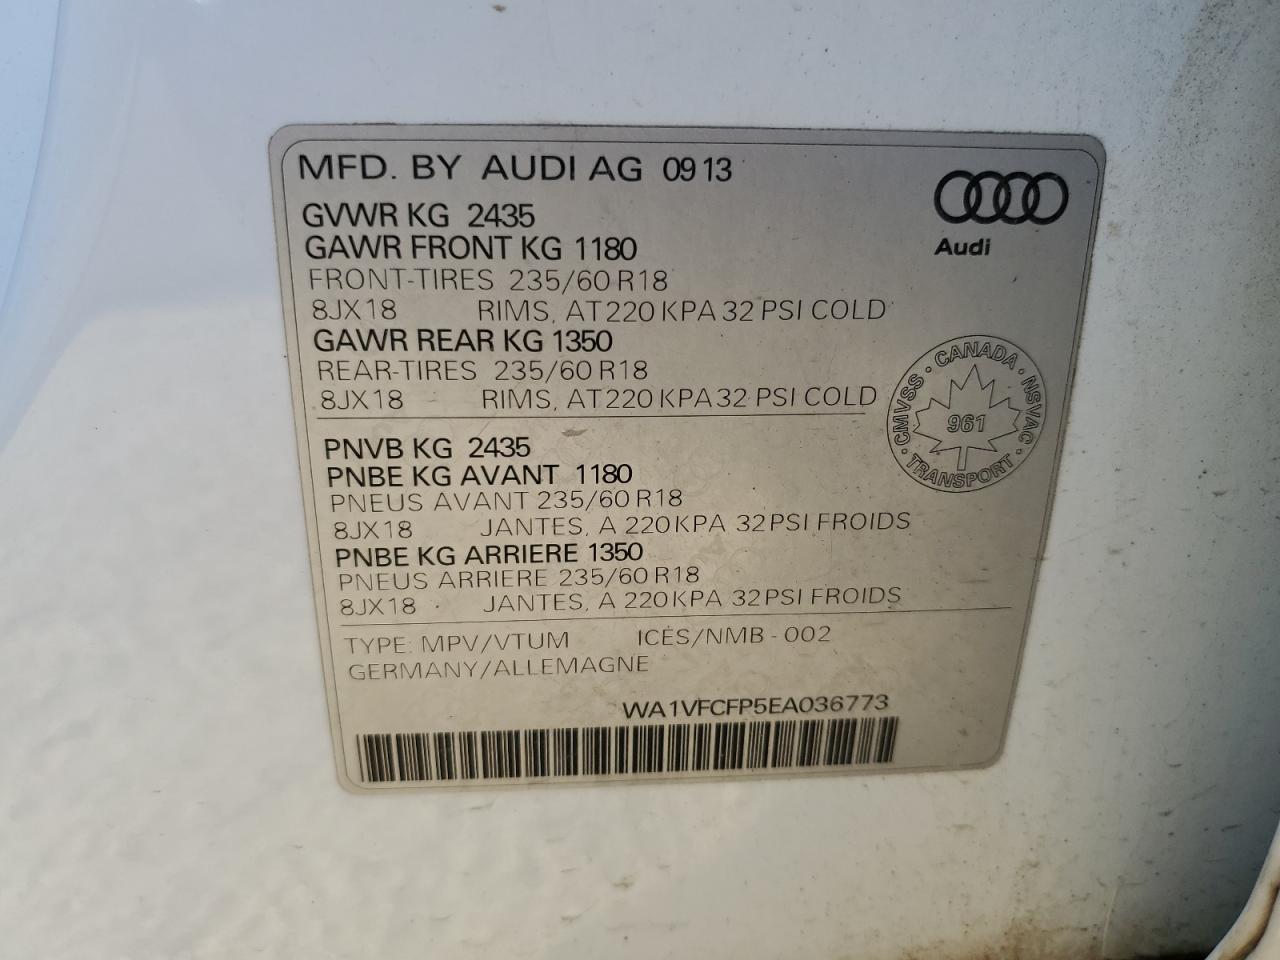 MFD. BY AUDI AG 09 13
GVWR KG 2435
GAWR FRONT KG 1180
FRONT-TIRES 235/60 R18
8JX18 RIMS, AT 220 KPA 32 PSI COLD
GAWR REAR KG 1350
REAR-TIRES 235/60 R18
8JX18 RIMS, AT 220 KPA 32 PSI COLD
Audi
CMVSS · CANADA · NSVAC
961
· TRANSPORT ·
PNVB KG 2435
PNBE KG AVANT 1180
PNEUS AVANT 235/60 R18
8JX18 JANTES, A 220 KPA 32 PSI FROIDS
PNBE KG ARRIERE 1350
PNEUS ARRIERE 235/60 R18
8JX18 JANTES, A 220 KPA 32 PSI FROIDS
TYPE: MPV/VTUM ICES/NMB - 002
GERMANY/ALLEMAGNE
WA1VFCFP5EA036773